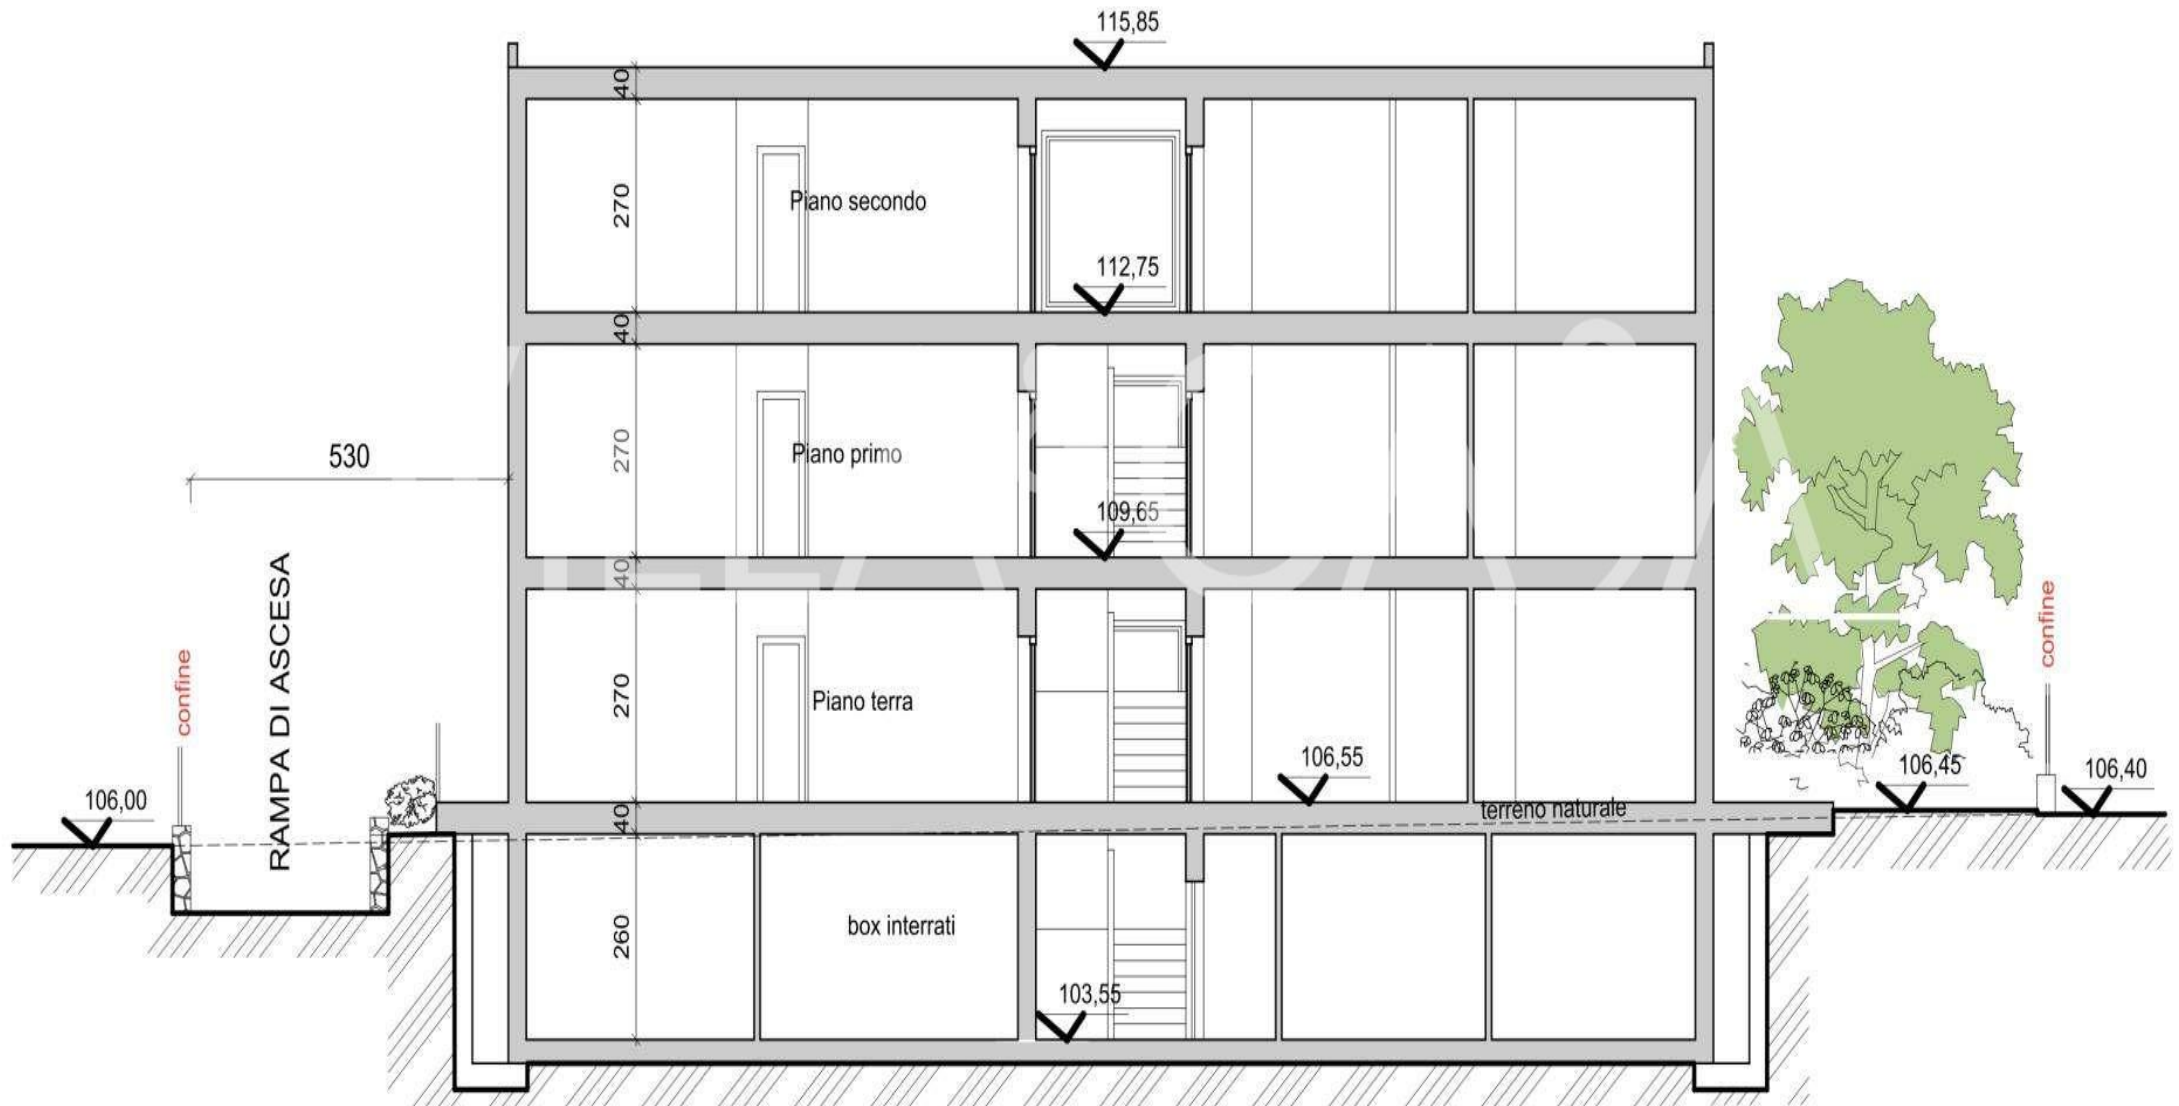 115,85
40
270
Piano secondo
112,75
40
530
270
Piano primo
109,65
40
RAMPA DI ASCESA
confine
confine
270
Piano terra
106,55
106,45
106,40
106,00
40
terreno naturale
260
box interrati
103,55